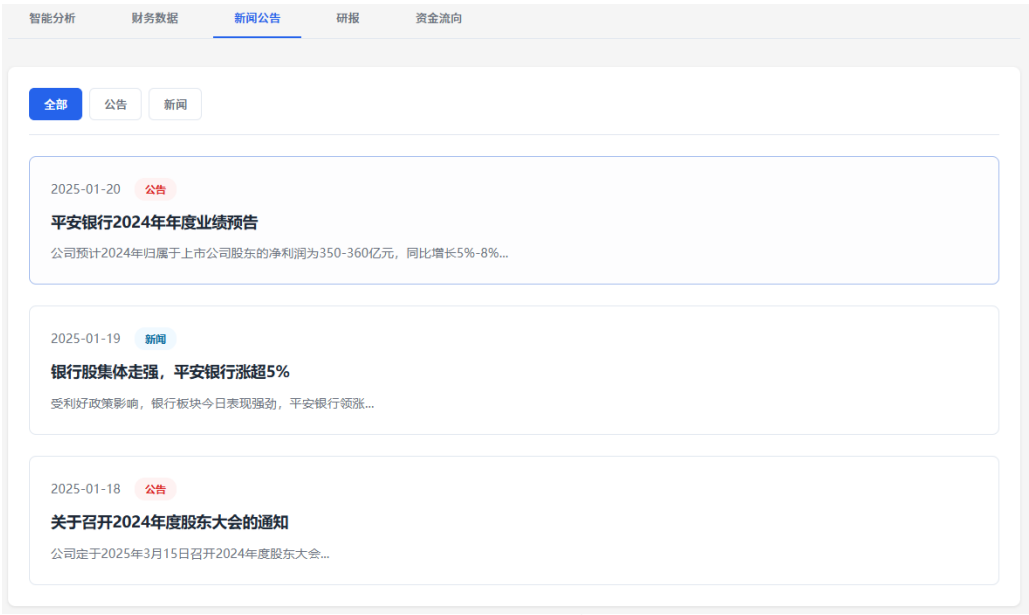 智能分析 财务数据 新闻公告 研报 资金流向
全部 公告 新闻
2025-01-20 公告
平安银行2024年年度业绩预告
公司预计2024年归属于上市公司股东的净利润为350-360亿元，同比增长5%-8%...
2025-01-19 新闻
银行股集体走强，平安银行涨超5%
受利好政策影响，银行板块今日表现强劲，平安银行领涨...
2025-01-18 公告
关于召开2024年度股东大会的通知
公司定于2025年3月15日召开2024年度股东大会...